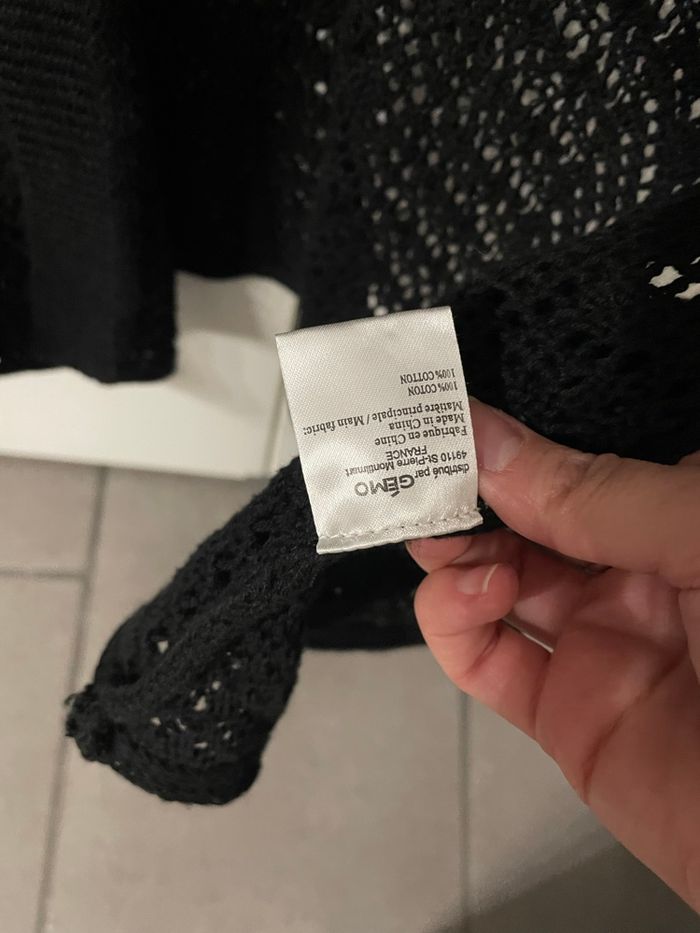 distribué par GÉMO
49110 St-Pierre Montlimart
FRANCE
Fabrique en Chine
Made in China
Matière principale / Main fabric:
100% COTON
100% COTTON